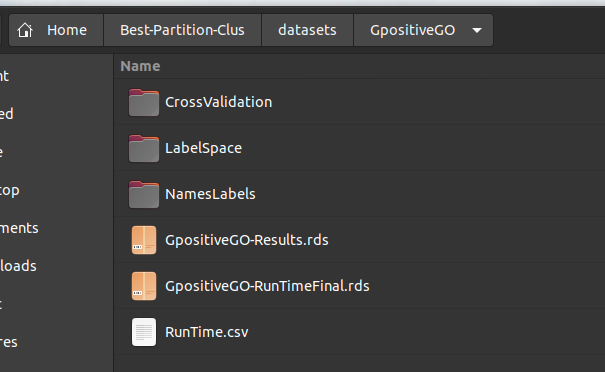 Home Best-Partition-Clus datasets GpositiveGO
Name
nt
CrossValidation
ed
LabelSpace
e
NamesLabels
top
ments
GpositiveGO-Results.rds
loads
GpositiveGO-RunTimeFinal.rds
t
RunTime.csv
res